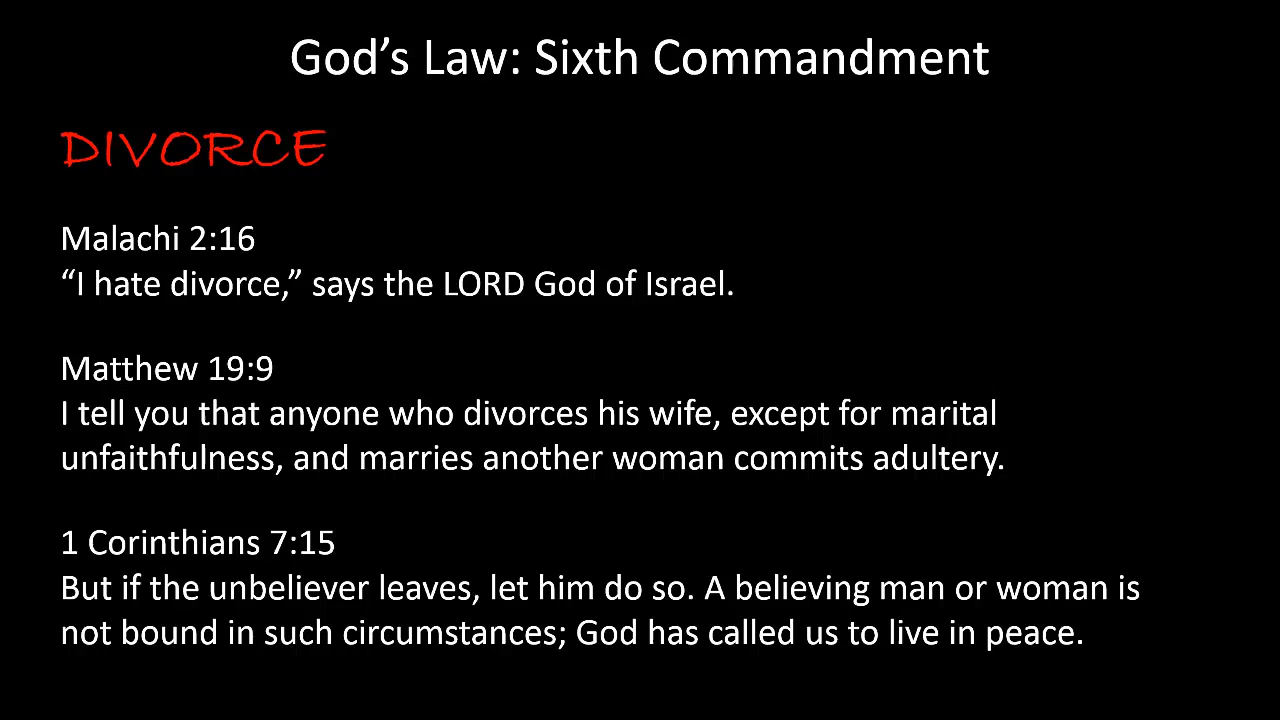 God’s Law: Sixth Commandment
DIVORCE
Malachi 2:16
“I hate divorce,” says the LORD God of Israel.
Matthew 19:9
I tell you that anyone who divorces his wife, except for marital
unfaithfulness, and marries another woman commits adultery.
1 Corinthians 7:15
But if the unbeliever leaves, let him do so. A believing man or woman is
not bound in such circumstances; God has called us to live in peace.